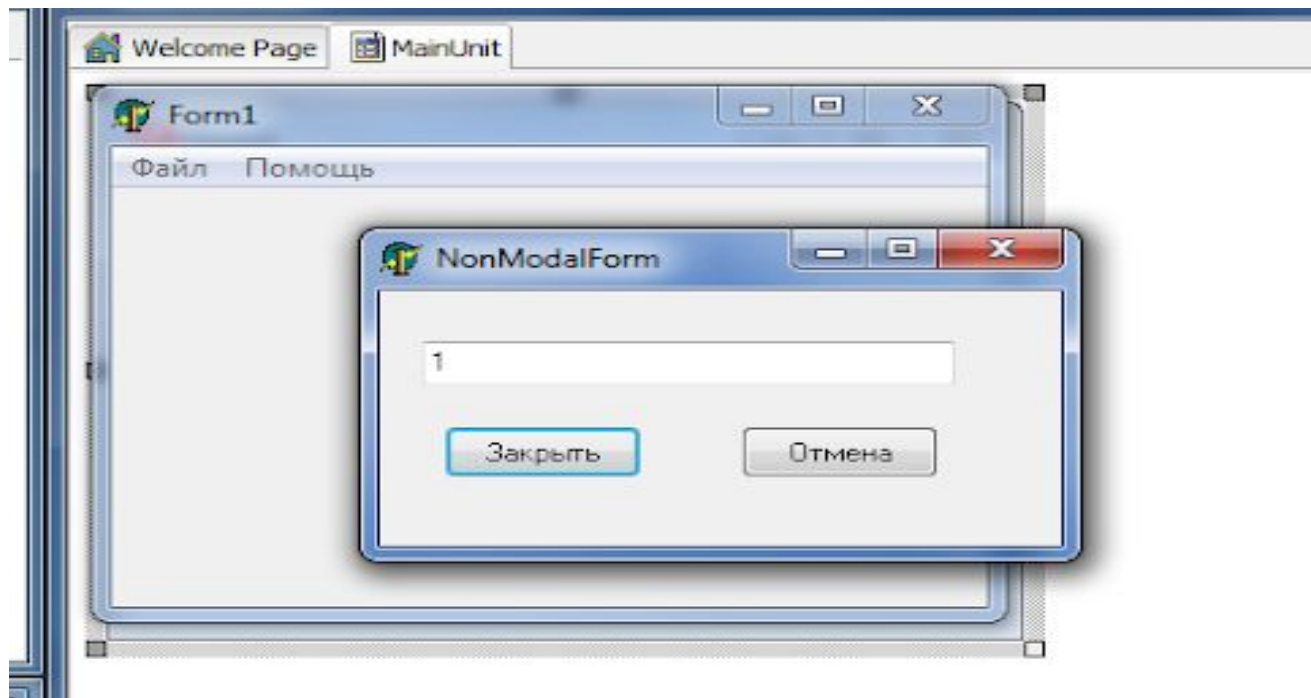 Welcome Page MainUnit
Form1
Файл Помощь
NonModalForm
1
Закрыть Отмена